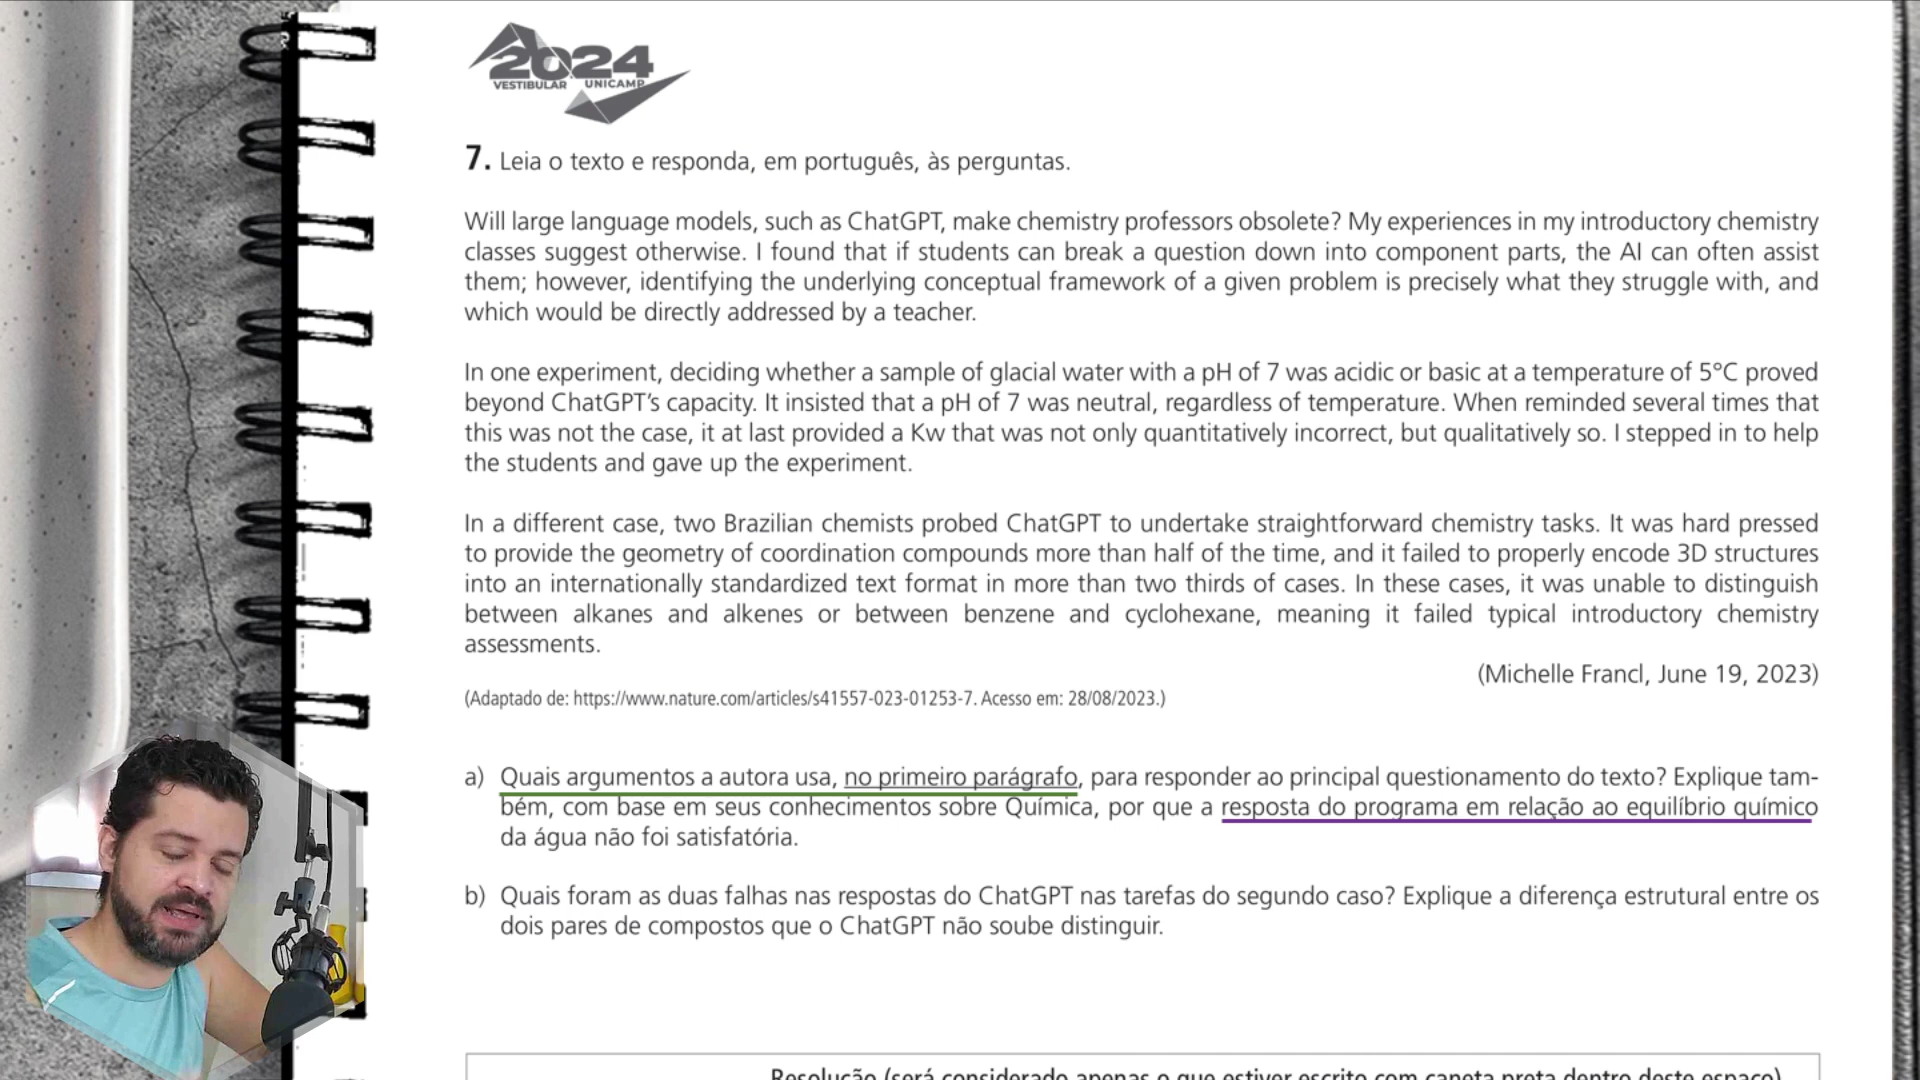 2024
VESTIBULAR UNICAMP
7. Leia o texto e responda, em português, às perguntas.
Will large language models, such as ChatGPT, make chemistry professors obsolete? My experiences in my introductory chemistry
classes suggest otherwise. I found that if students can break a question down into component parts, the AI can often assist
them; however, identifying the underlying conceptual framework of a given problem is precisely what they struggle with, and
which would be directly addressed by a teacher.
In one experiment, deciding whether a sample of glacial water with a pH of 7 was acidic or basic at a temperature of 5°C proved
beyond ChatGPT’s capacity. It insisted that a pH of 7 was neutral, regardless of temperature. When reminded several times that
this was not the case, it at last provided a Kw that was not only quantitatively incorrect, but qualitatively so. I stepped in to help
the students and gave up the experiment.
In a different case, two Brazilian chemists probed ChatGPT to undertake straightforward chemistry tasks. It was hard pressed
to provide the geometry of coordination compounds more than half of the time, and it failed to properly encode 3D structures
into an internationally standardized text format in more than two thirds of cases. In these cases, it was unable to distinguish
between alkanes and alkenes or between benzene and cyclohexane, meaning it failed typical introductory chemistry
assessments.
(Michelle Francl, June 19, 2023)
(Adaptado de: https://www.nature.com/articles/s41557-023-01253-7. Acesso em: 28/08/2023.)
a) Quais argumentos a autora usa, no primeiro parágrafo, para responder ao principal questionamento do texto? Explique tam-
bém, com base em seus conhecimentos sobre Química, por que a resposta do programa em relação ao equilíbrio químico
da água não foi satisfatória.
b) Quais foram as duas falhas nas respostas do ChatGPT nas tarefas do segundo caso? Explique a diferença estrutural entre os
dois pares de compostos que o ChatGPT não soube distinguir.
Resolução (será considerado apenas o que estiver escrito com caneta preta dentro deste espaço).